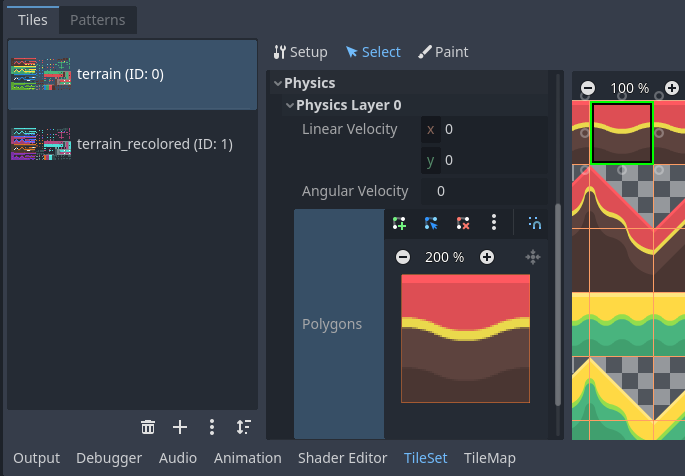 Tiles Patterns
terrain (ID: 0)
terrain_recolored (ID: 1)
Setup Select Paint
Physics
Physics Layer 0
Linear Velocity x 0
y 0
Angular Velocity 0
Polygons
200 %
100 %
Output Debugger Audio Animation Shader Editor TileSet TileMap